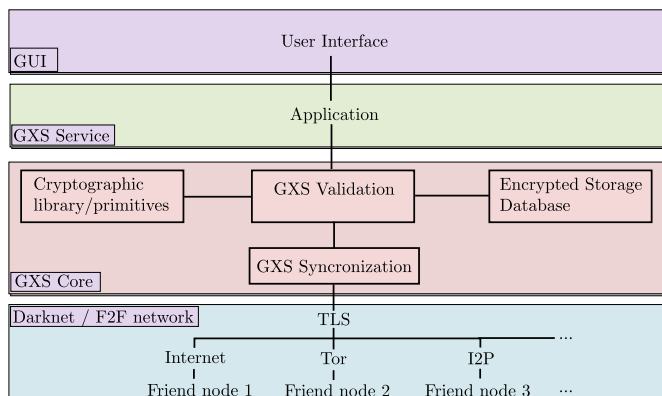 User Interface
GUI
Application
GXS Service
Cryptographic
library/primitives
GXS Validation
Encrypted Storage
Database
GXS Syncronization
GXS Core
Darknet / F2F network
TLS
...
Internet
Tor
I2P
Friend node 1
Friend node 2
Friend node 3
...